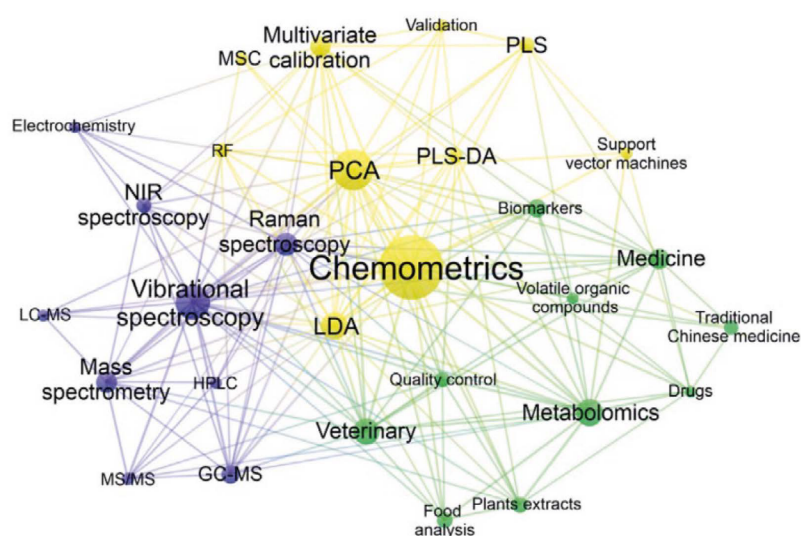 Validation
Multivariate
calibration
PLS
MSC
Electrochemistry
RF
PLS-DA
Support
vector machines
PCA
NIR
spectroscopy
Raman
spectroscopy
Biomarkers
Chemometrics
Medicine
Vibrational
spectroscopy
Volatile organic
compounds
LC-MS
LDA
Traditional
Chinese medicine
Mass
spectrometry
HPLC
Quality control
Drugs
Metabolomics
Veterinary
MS/MS
GC-MS
Food
analysis
Plants extracts